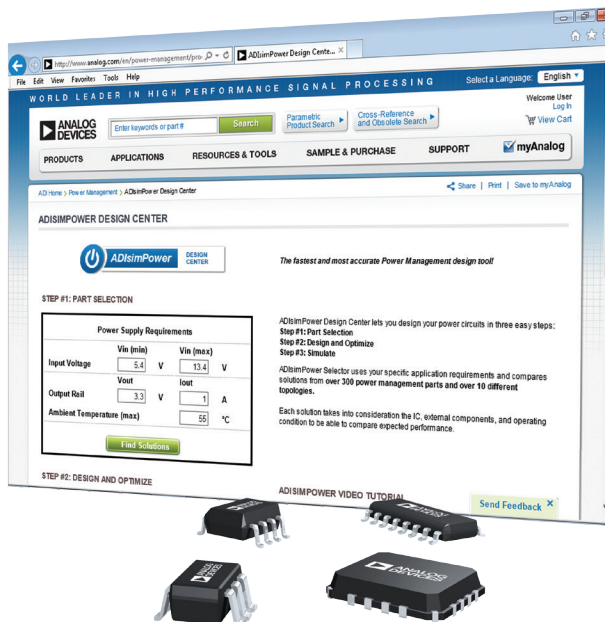 http://www.analog.com/en/power-management/pro
ADIsimPower Design Cente...
File Edit View Favorites Tools Help
WORLD LEADER IN HIGH PERFORMANCE SIGNAL PROCESSING
Select a Language: English
Welcome User
Log In
ANALOG DEVICES
Enter keywords or part #
Search
Parametric Product Search
Cross-Reference and Obsolete Search
View Cart
PRODUCTS APPLICATIONS RESOURCES & TOOLS SAMPLE & PURCHASE SUPPORT myAnalog
ADI Home > Power Management > ADIsimPower Design Center
Share | Print | Save to myAnalog
ADISIMPOWER DESIGN CENTER
ADIsimPower DESIGN CENTER
The fastest and most accurate Power Management design tool!
STEP #1: PART SELECTION
Power Supply Requirements
Vin (min) Vin (max)
Input Voltage 5.4 V 13.4 V
Vout Iout
Output Rail 3.3 V 1 A
Ambient Temperature (max) 55 °C
Find Solutions
ADIsimPower Design Center lets you design your power circuits in three easy steps:
Step #1: Part Selection
Step #2: Design and Optimize
Step #3: Simulate
ADIsimPower Selector uses your specific application requirements and compares
solutions from over 300 power management parts and over 10 different
topologies.
Each solution takes into consideration the IC, external components, and operating
condition to be able to compare expected performance.
STEP #2: DESIGN AND OPTIMIZE
ADISIMPOWER VIDEO TUTORIAL
Send Feedback X
ANALOG DEVICES
ANALOG DEVICES
ANALOG DEVICES
ANALOG DEVICES